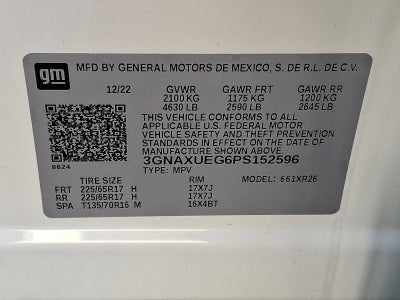 gm MFD BY GENERAL MOTORS DE MEXICO, S. DE R.L. DE C.V.
12/22 GVWR GAWR FRT GAWR RR
2100 KG 1175 KG 1200 KG
4630 LB 2590 LB 2645 LB
THIS VEHICLE CONFORMS TO ALL
APPLICABLE U.S. FEDERAL MOTOR
VEHICLE SAFETY AND THEFT PREVENTION
STANDARDS IN EFFECT ON THE DATE OF
MANUFACTURE SHOWN ABOVE.
3GNAXUEG6PS152596
8624 TYPE: MPV MODEL: 661XR26
TIRE SIZE RIM
FRT 225/65R17 H 17X7J
RR 225/65R17 H 17X7J
SPA T135/70R16 M 16X4BT